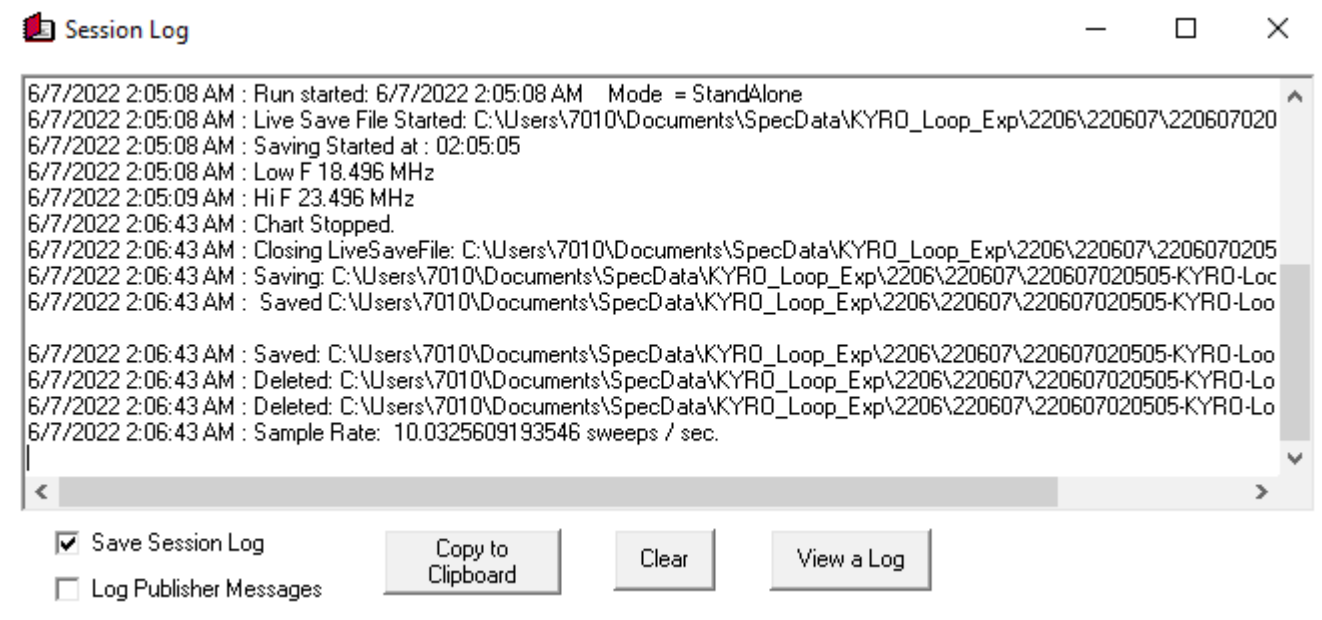 Session Log
6/7/2022 2:05:08 AM : Run started: 6/7/2022 2:05:08 AM    Mode  = StandAlone
6/7/2022 2:05:08 AM : Live Save File Started: C:\Users\7010\Documents\SpecData\KYRO_Loop_Exp\2206\220607\220607020
6/7/2022 2:05:08 AM : Saving Started at : 02:05:05
6/7/2022 2:05:08 AM : Low F 18.496 MHz
6/7/2022 2:05:09 AM : Hi F 23.496 MHz
6/7/2022 2:06:43 AM : Chart Stopped.
6/7/2022 2:06:43 AM : Closing LiveSaveFile: C:\Users\7010\Documents\SpecData\KYRO_Loop_Exp\2206\220607\2206070205
6/7/2022 2:06:43 AM : Saving: C:\Users\7010\Documents\SpecData\KYRO_Loop_Exp\2206\220607\220607020505-KYRO-Loo
6/7/2022 2:06:43 AM :  Saved C:\Users\7010\Documents\SpecData\KYRO_Loop_Exp\2206\220607\220607020505-KYRO-Loo
6/7/2022 2:06:43 AM : Saved: C:\Users\7010\Documents\SpecData\KYRO_Loop_Exp\2206\220607\220607020505-KYRO-Loo
6/7/2022 2:06:43 AM : Deleted: C:\Users\7010\Documents\SpecData\KYRO_Loop_Exp\2206\220607\220607020505-KYRO-Lo
6/7/2022 2:06:43 AM : Deleted: C:\Users\7010\Documents\SpecData\KYRO_Loop_Exp\2206\220607\220607020505-KYRO-Lo
6/7/2022 2:06:43 AM : Sample Rate:  10.0325609193546 sweeps / sec.
Save Session Log
Log Publisher Messages
Copy to
Clipboard
Clear
View a Log